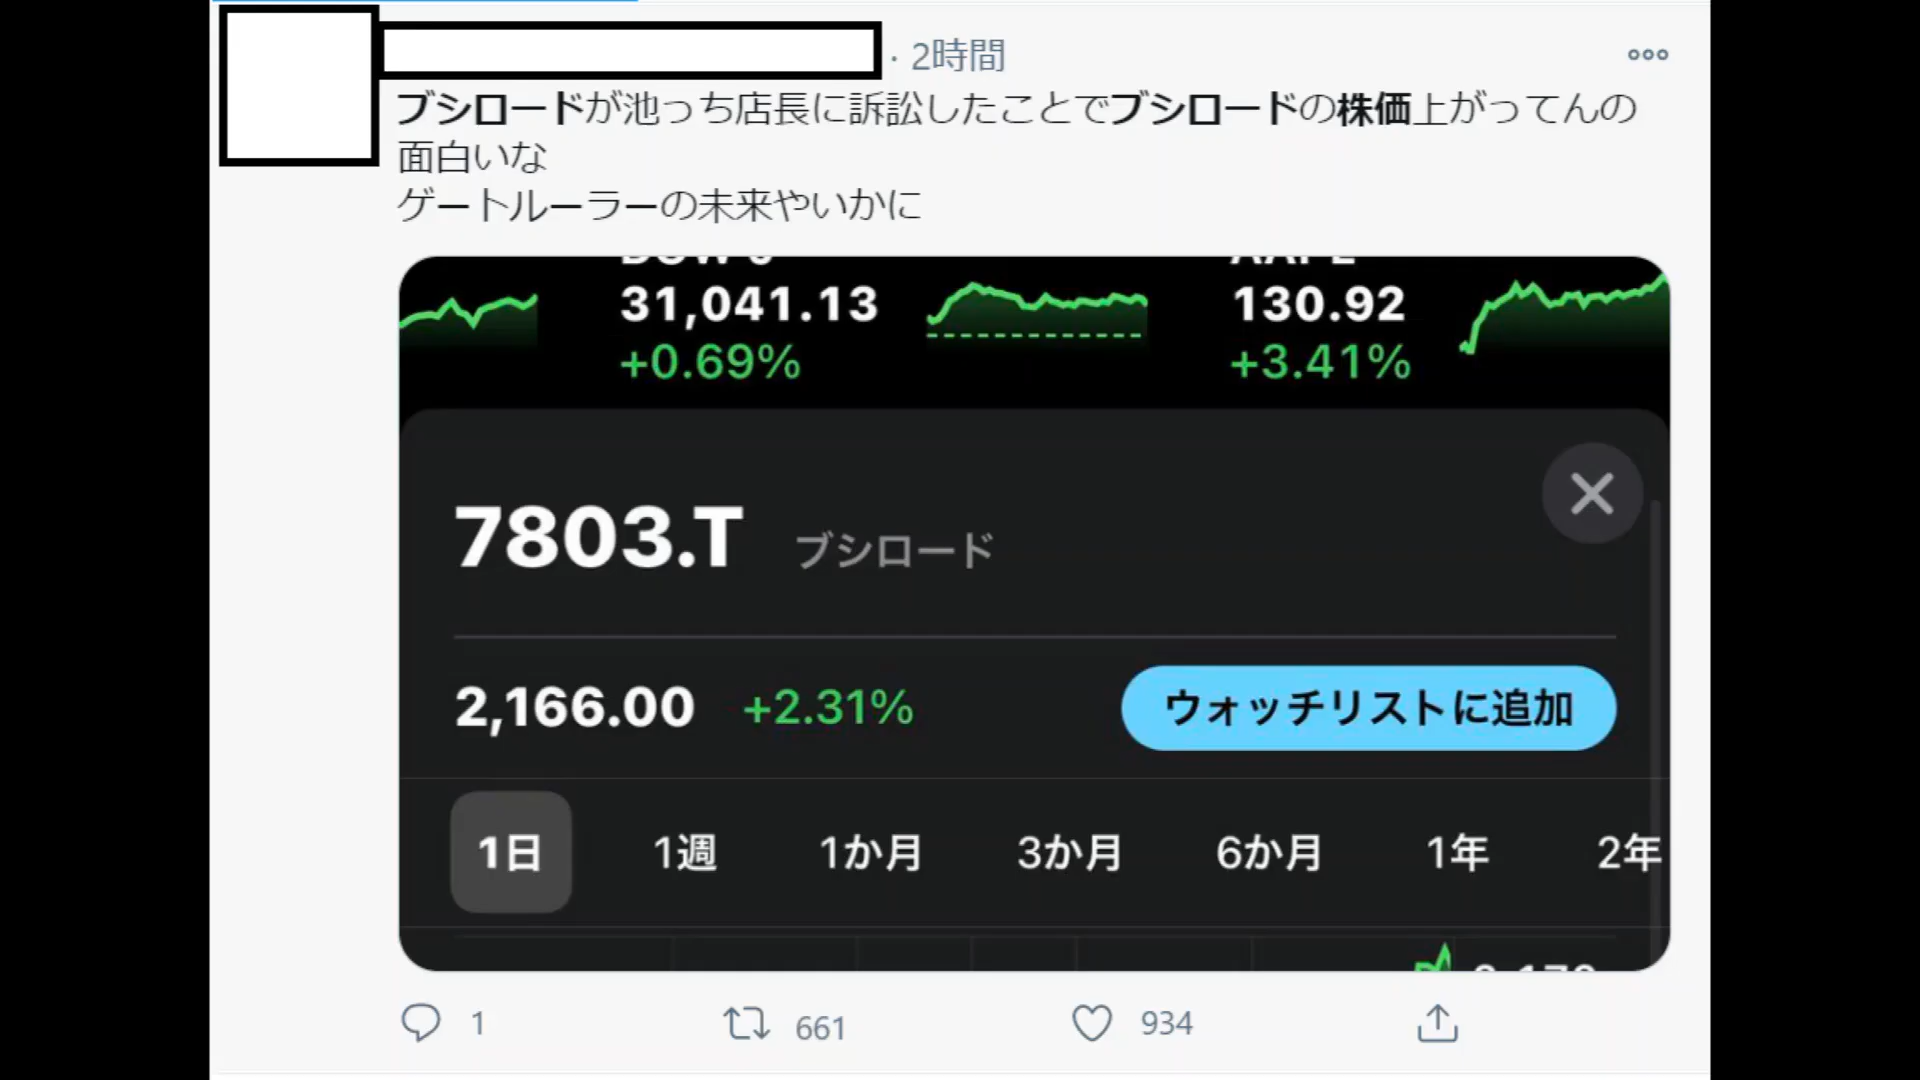 · 2時間
ブシロードが池っち店長に訴訟したことでブシロードの株価上がってんの
面白いな
ゲートルーラーの未来やいかに
31,041.13
130.92
+0.69%
+3.41%
7803.T ブシロード
2,166.00 +2.31% ウォッチリストに追加
1日 1週 1か月 3か月 6か月 1年 2年
1 661 934